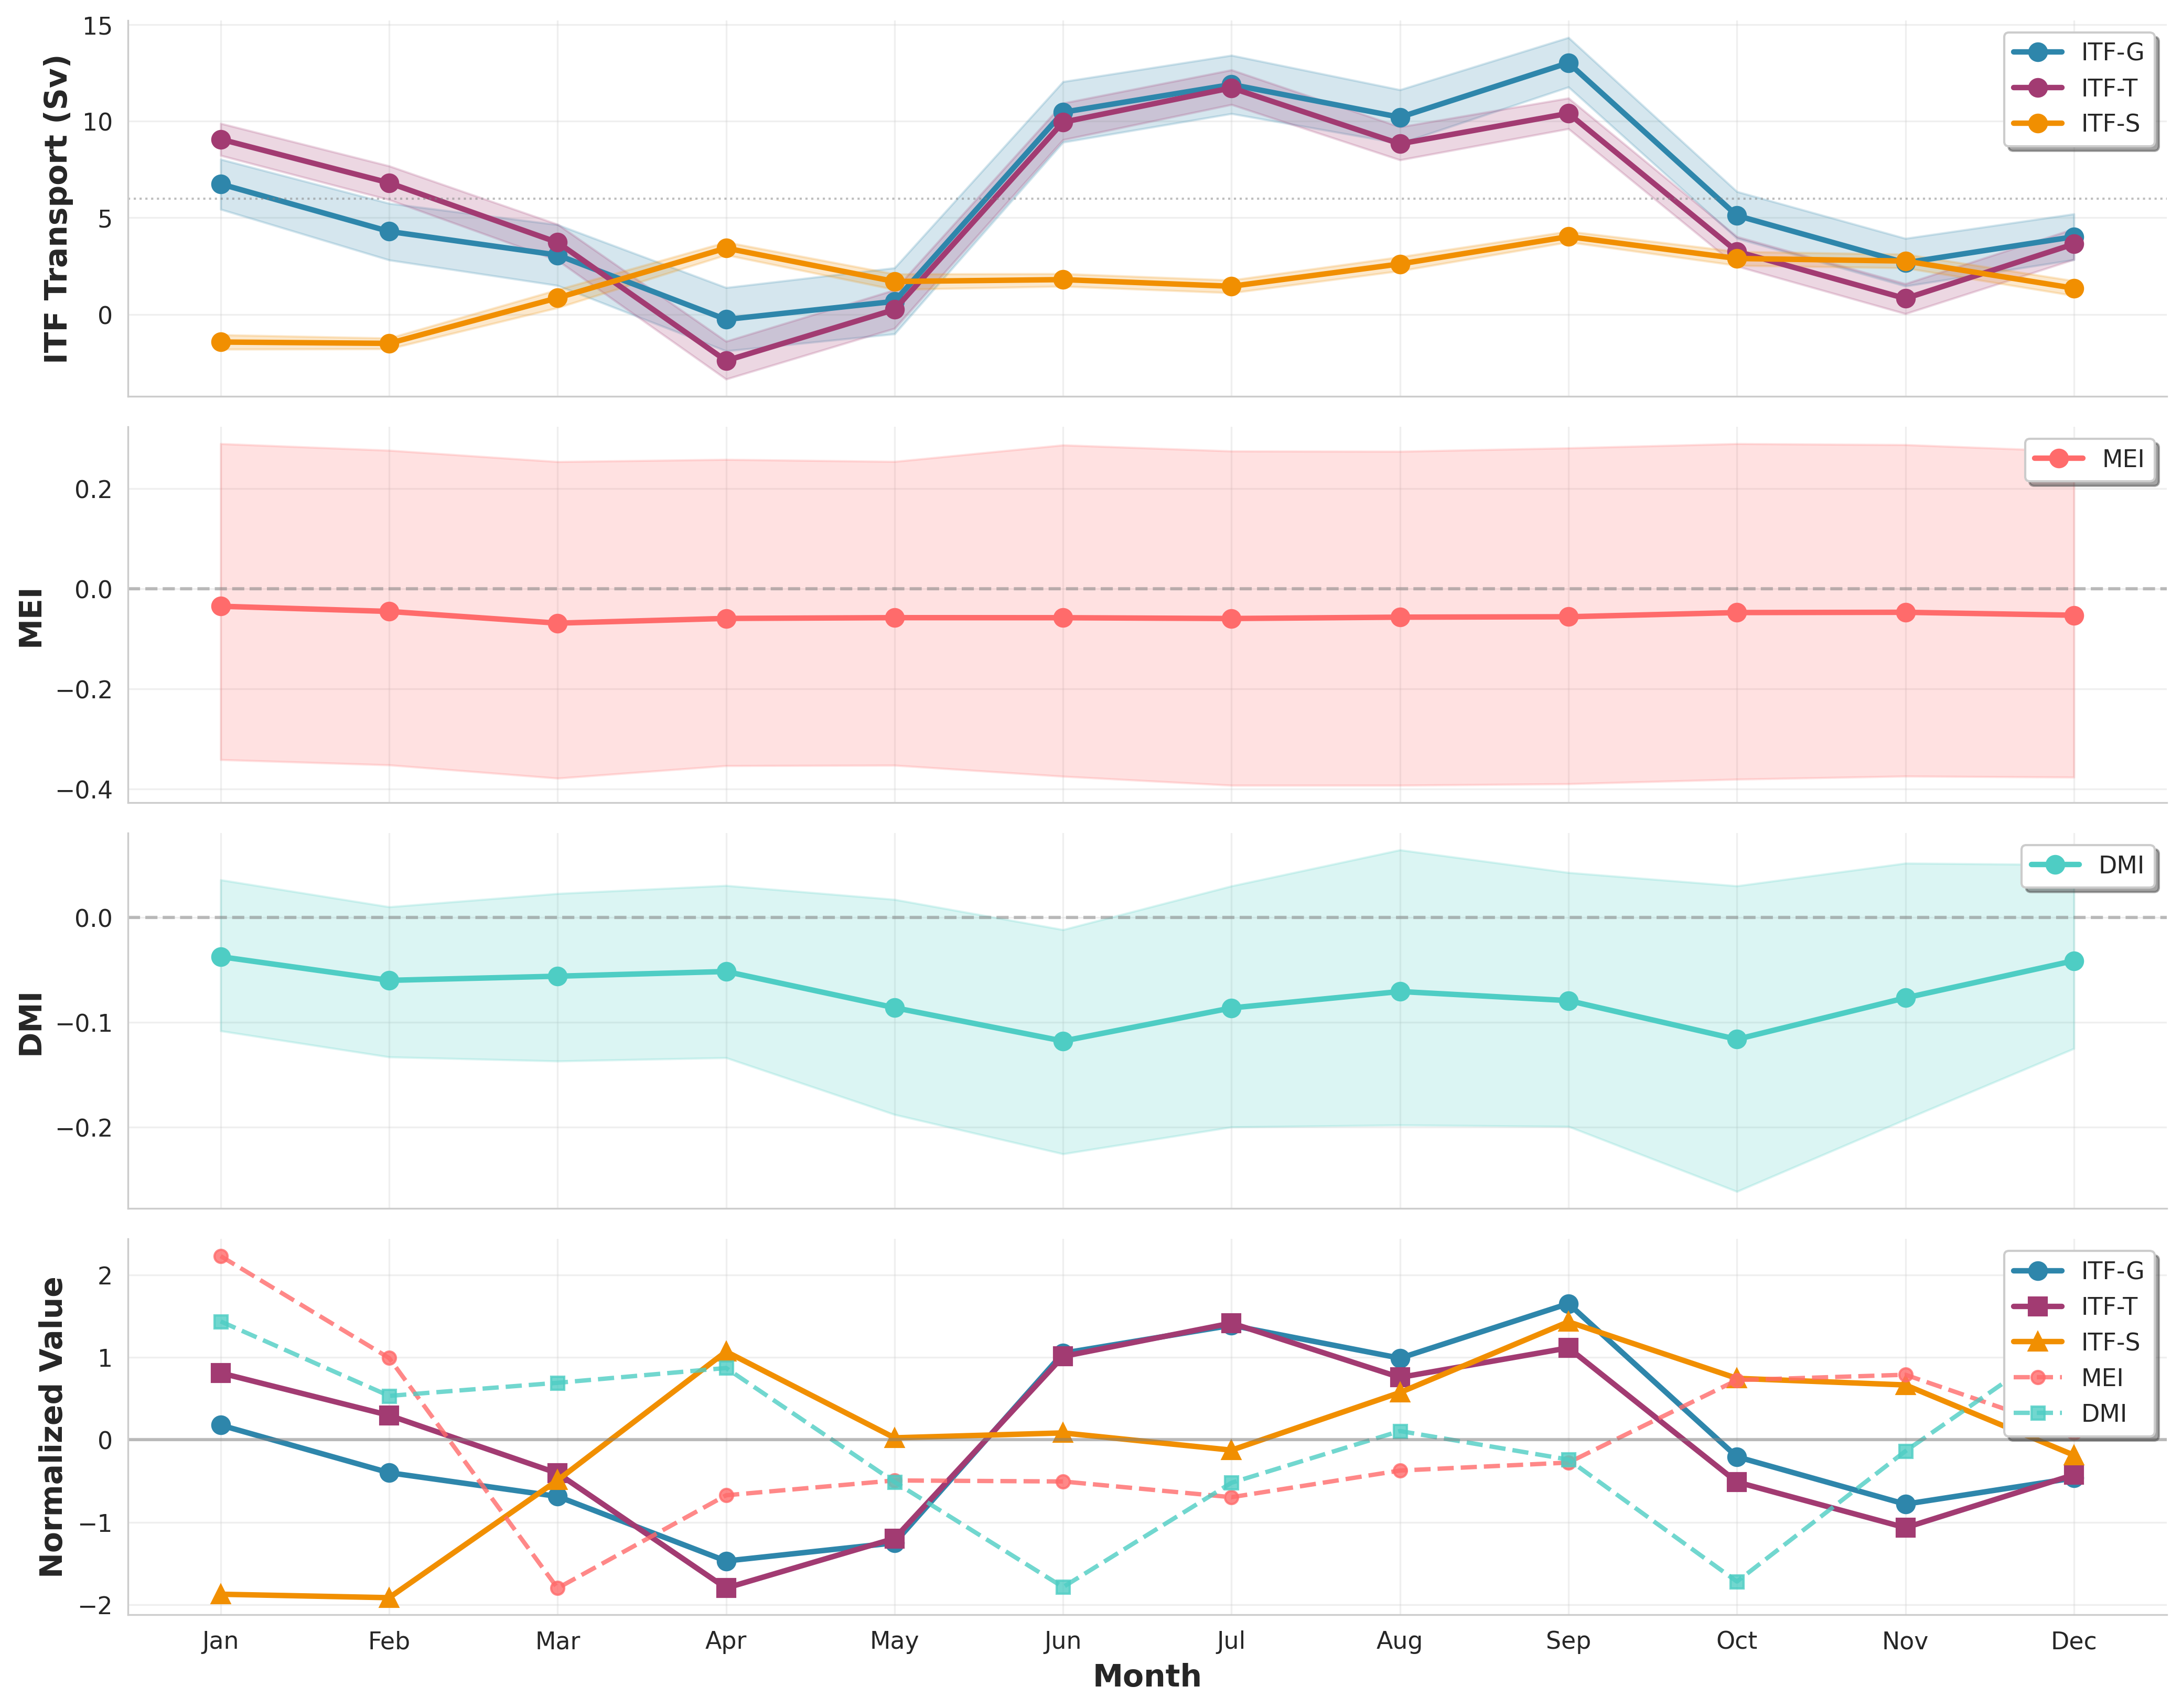 15
10
5
0
ITF Transport (Sv)
ITF-G
ITF-T
ITF-S
0.2
0.0
−0.2
−0.4
MEI
MEI
0.0
−0.1
−0.2
DMI
DMI
2
1
0
−1
−2
Normalized Value
ITF-G
ITF-T
ITF-S
MEI
DMI
Jan Feb Mar Apr May Jun Jul Aug Sep Oct Nov Dec
Month